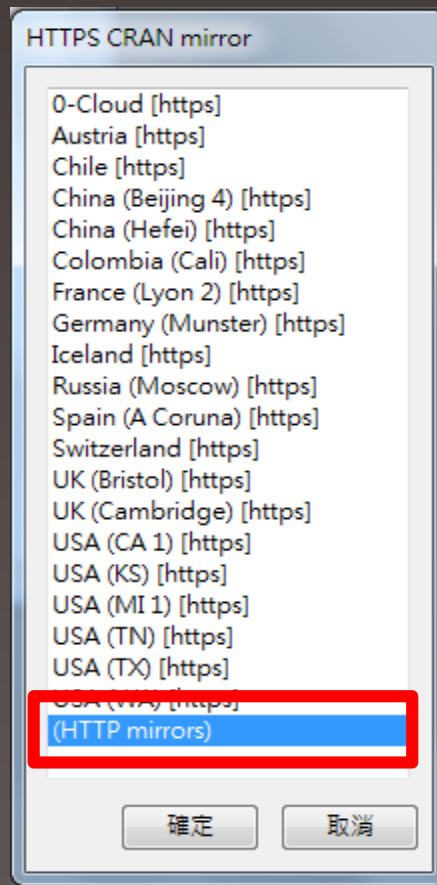 HTTPS CRAN mirror
0-Cloud [https]
Austria [https]
Chile [https]
China (Beijing 4) [https]
China (Hefei) [https]
Colombia (Cali) [https]
France (Lyon 2) [https]
Germany (Munster) [https]
Iceland [https]
Russia (Moscow) [https]
Spain (A Coruna) [https]
Switzerland [https]
UK (Bristol) [https]
UK (Cambridge) [https]
USA (CA 1) [https]
USA (KS) [https]
USA (MI 1) [https]
USA (TN) [https]
USA (TX) [https]
USA (WA) [https]
(HTTP mirrors)
確定
取消